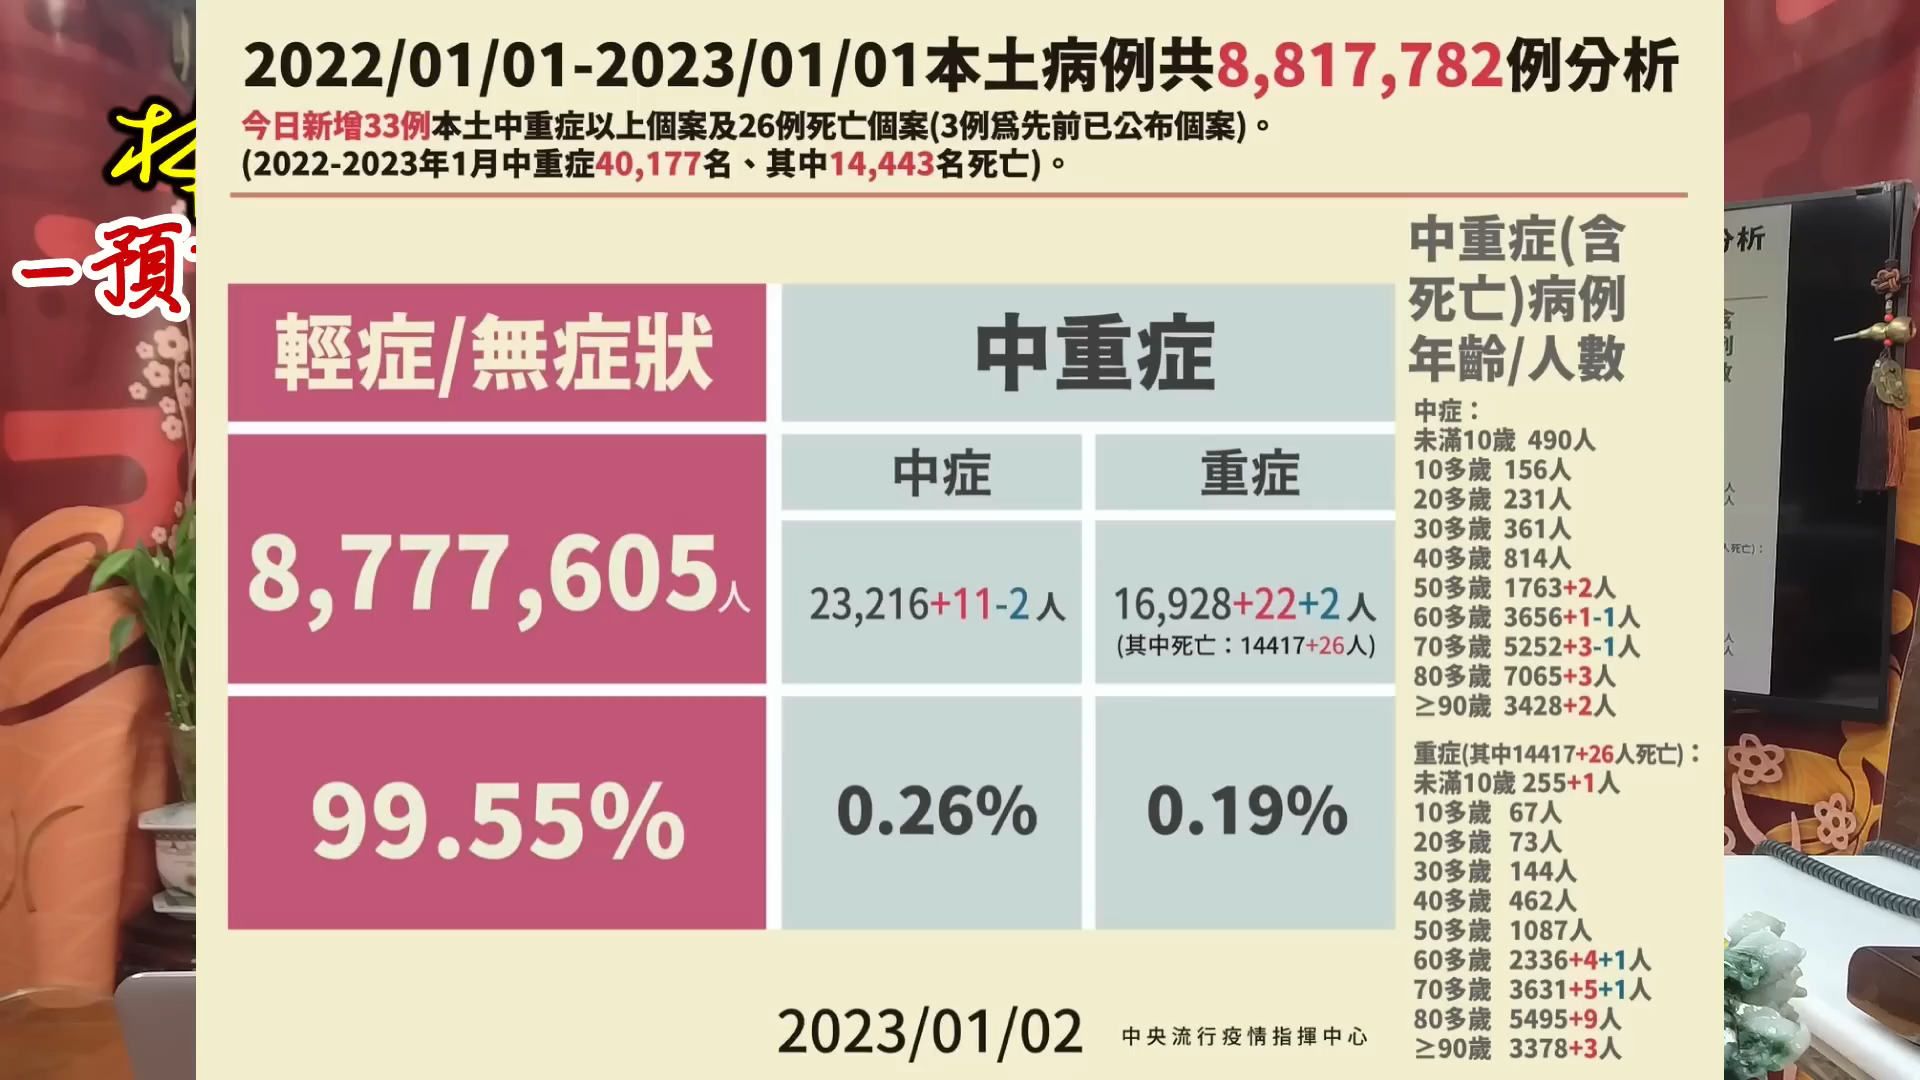 2022/01/01-2023/01/01本土病例共8,817,782例分析
今日新增33例本土中重症以上個案及26例死亡個案(3例爲先前已公布個案)。
(2022-2023年1月中重症40,177名、其中14,443名死亡)。
一預
輕症/無症狀
中重症
中症
重症
8,777,605人
23,216+11-2人
16,928+22+2人
(其中死亡：14417+26人)
99.55%
0.26%
0.19%
中重症(含
死亡)病例
年齡/人數
中症：
未滿10歲 490人
10多歲 156人
20多歲 231人
30多歲 361人
40多歲 814人
50多歲 1763+2人
60多歲 3656+1-1人
70多歲 5252+3-1人
80多歲 7065+3人
≥90歲 3428+2人
重症(其中14417+26人死亡)：
未滿10歲 255+1人
10多歲 67人
20多歲 73人
30多歲 144人
40多歲 462人
50多歲 1087人
60多歲 2336+4+1人
70多歲 3631+5+1人
80多歲 5495+9人
≥90歲 3378+3人
2023/01/02
中央流行疫情指揮中心
分析